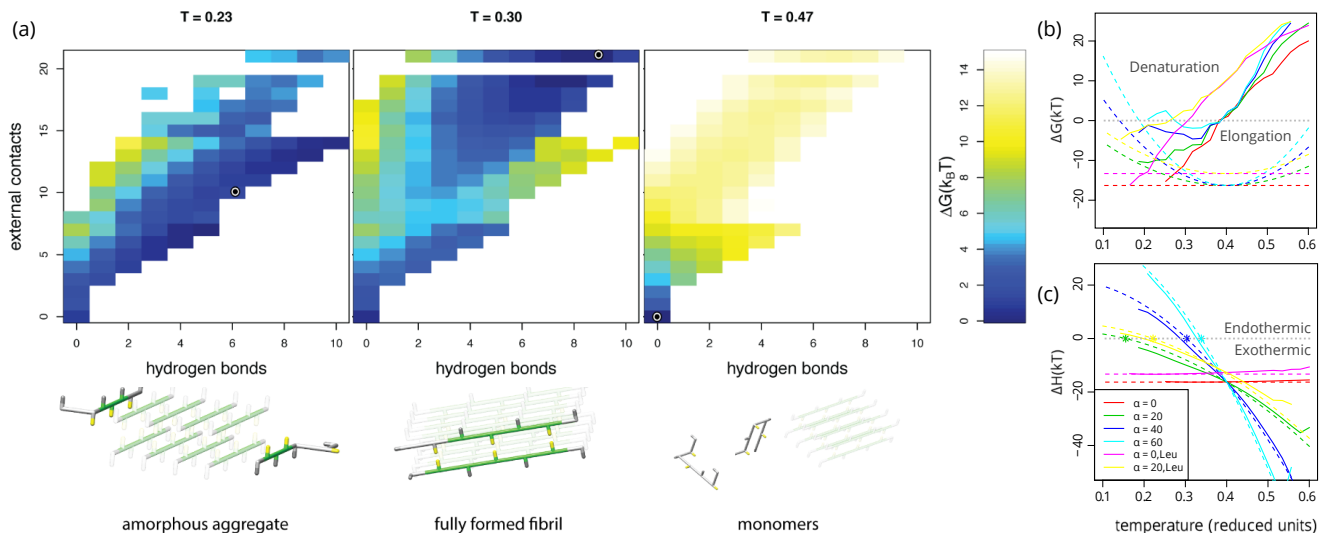 T = 0.23
T = 0.30
T = 0.47
(a)
external contacts
0
5
10
15
20
0 2 4 6 8 10
0 2 4 6 8 10
0 2 4 6 8 10
hydrogen bonds
hydrogen bonds
hydrogen bonds
ΔG(kBT)
0
2
4
6
8
10
12
14
amorphous aggregate
fully formed fibril
monomers
(b)
ΔG(kT)
20
10
0
-10
-20
Denaturation
Elongation
0.1 0.2 0.3 0.4 0.5 0.6
(c)
ΔH(kT)
20
0
-20
-40
Endothermic
Exothermic
α = 0
α = 20
α = 40
α = 60
α = 0,Leu
α = 20,Leu
0.1 0.2 0.3 0.4 0.5 0.6
temperature (reduced units)